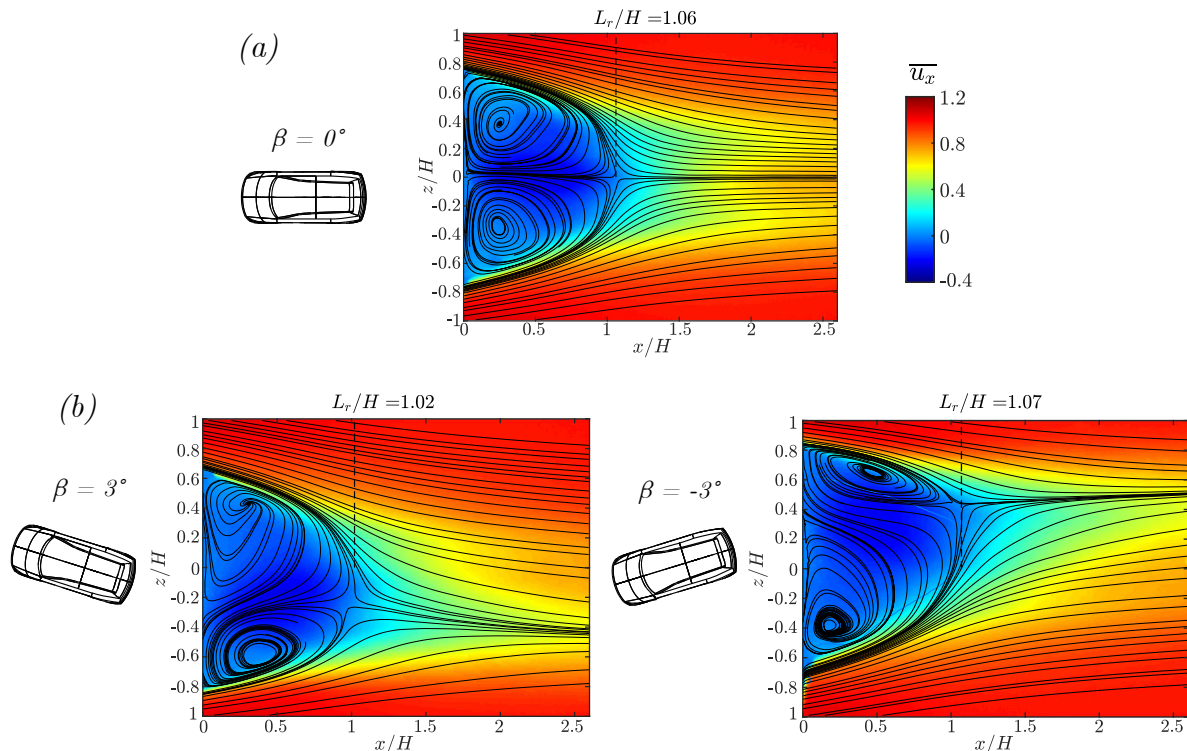 (a)
L_r/H =1.06
β = 0°
z/H
1
0.8
0.6
0.4
0.2
0
-0.2
-0.4
-0.6
-0.8
-1
0 0.5 1 1.5 2 2.5
x/H
u_x
1.2
0.8
0.4
0
-0.4
(b)
L_r/H =1.02
β = 3°
z/H
1
0.8
0.6
0.4
0.2
0
-0.2
-0.4
-0.6
-0.8
1
0 0.5 1 1.5 2 2.5
x/H
L_r/H =1.07
β = -3°
z/H
1
0.8
0.6
0.4
0.2
0
-0.2
-0.4
-0.6
-0.8
1
0 0.5 1 1.5 2 2.5
x/H